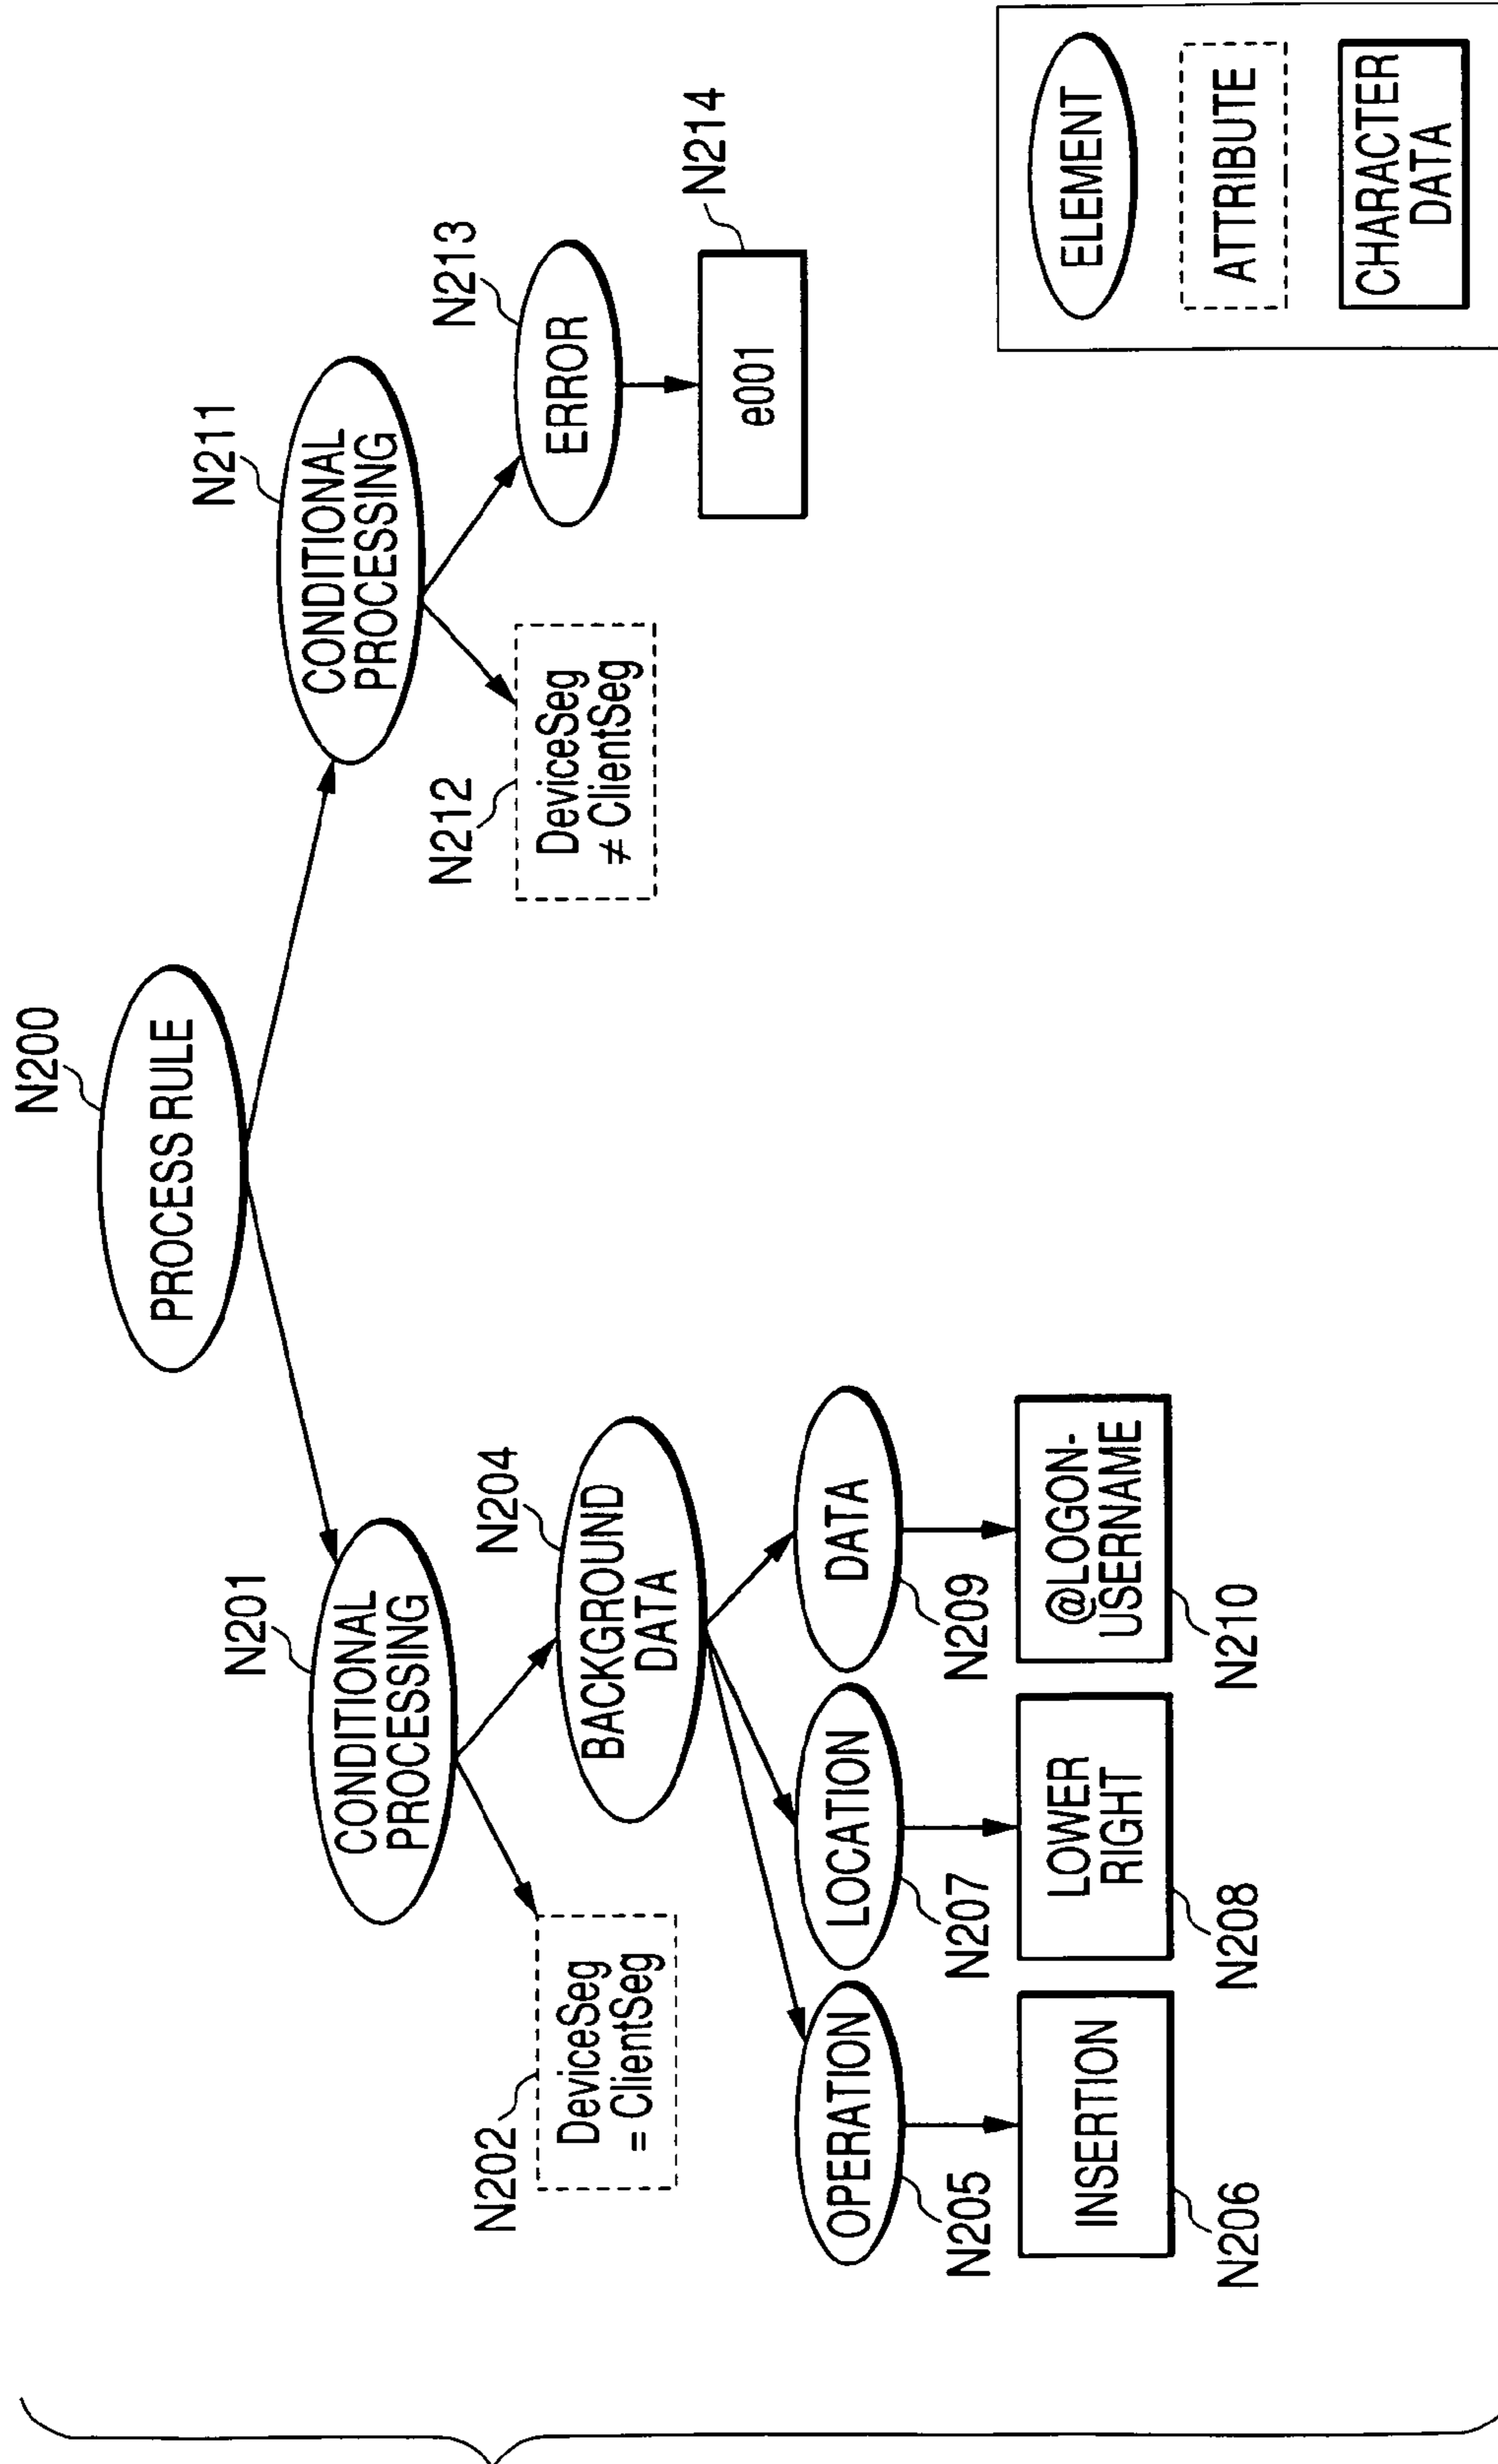 N200
PROCESS RULE
N201
CONDITIONAL
PROCESSING
N211
CONDITIONAL
PROCESSING
N202
DeviceSeg
= ClientSeg
N204
BACKGROUND
DATA
N212
DeviceSeg
≠ ClientSeg
N213
ERROR
N214
e001
OPERATION
N205
LOCATION
N207
DATA
N209
INSERTION
N206
LOWER
RIGHT
N208
@LOGON-
USERNAME
N210
ELEMENT
ATTRIBUTE
CHARACTER
DATA